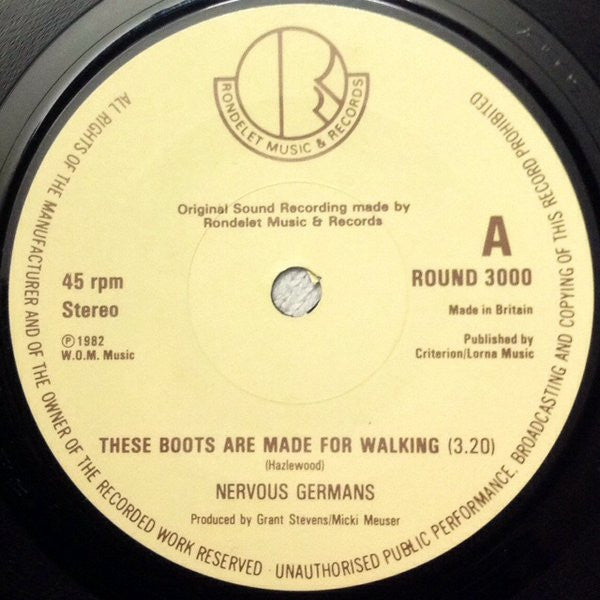 RONDELET MUSIC & RECORDS
Original Sound Recording made by
Rondelet Music & Records
A
ROUND 3000
45 rpm
Stereo
Made in Britain
Ⓟ 1982
W.O.M. Music
Published by
Criterion/Lorna Music
THESE BOOTS ARE MADE FOR WALKING (3.20)
(Hazlewood)
NERVOUS GERMANS
Produced by Grant Stevens/Micki Meuser
ALL RIGHTS OF THE MANUFACTURER AND OF THE OWNER OF THE RECORDED WORK RESERVED · UNAUTHORISED PUBLIC PERFORMANCE, BROADCASTING AND COPYING OF THIS RECORD PROHIBITED